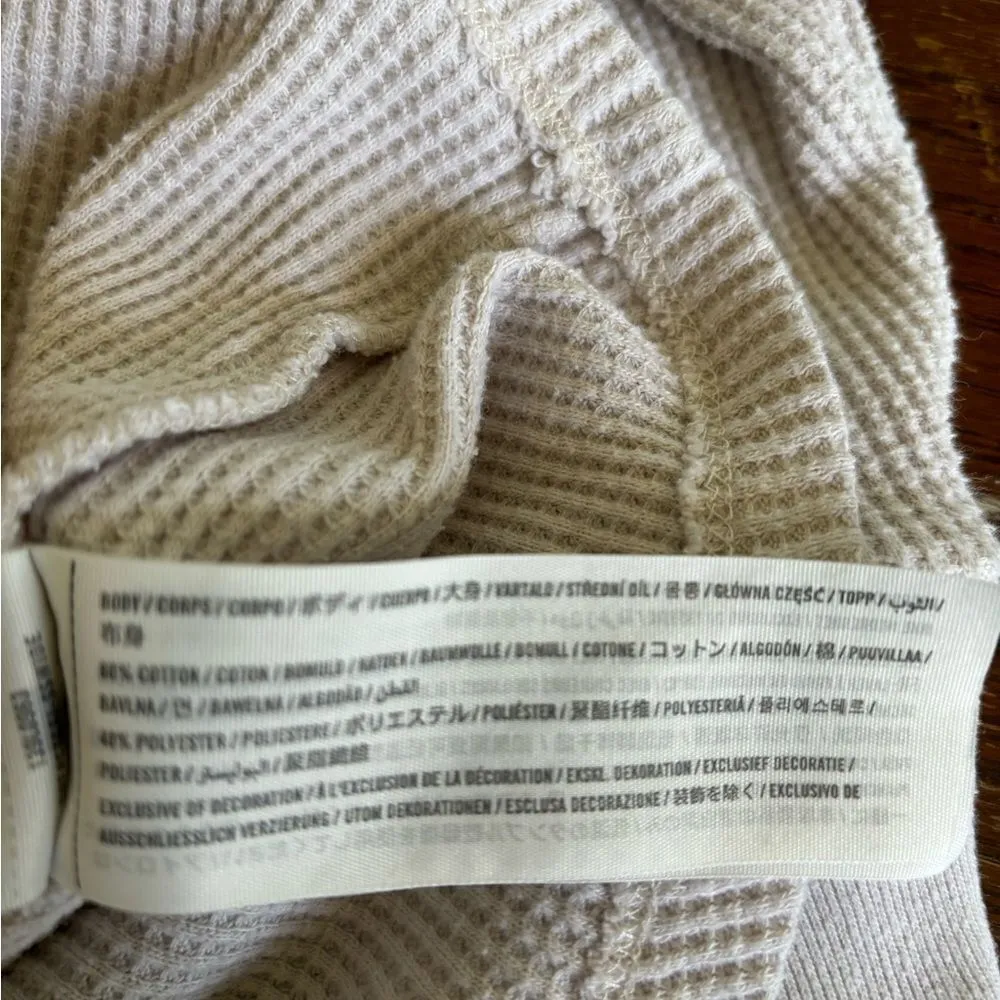 BODY / CORPS / CORPO / ボディ / CUERPO / 大身 / VARTALO / STŘEDNÍ DÍL / 몸통 / GŁÓWNA CZĘŚĆ / TOPP / الثوب /
布身
60% COTTON / COTON / BOMULD / KATOEN / BAUMWOLLE / BOMULL / COTONE / コットン / ALGODÓN / 棉 / PUUVILLAA /
BAVLNA / 면 / BAWEŁNA / ALGODÃO / القطن
40% POLYESTER / POLIESTERE / ポリエステル / POLIÉSTER / 聚酯纤维 / POLYESTERIÄ / 폴리에스테르 /
POLIESTER / البوليستر / 聚脂纖維
EXCLUSIVE OF DECORATION / À L'EXCLUSION DE LA DÉCORATION / EKSKL. DEKORATION / EXCLUSIEF DECORATIE /
AUSSCHLIESSLICH VERZIERUNG / UTOM DEKORATIONEN / ESCLUSA DECORAZIONE / 装飾を除く / EXCLUSIVO DE